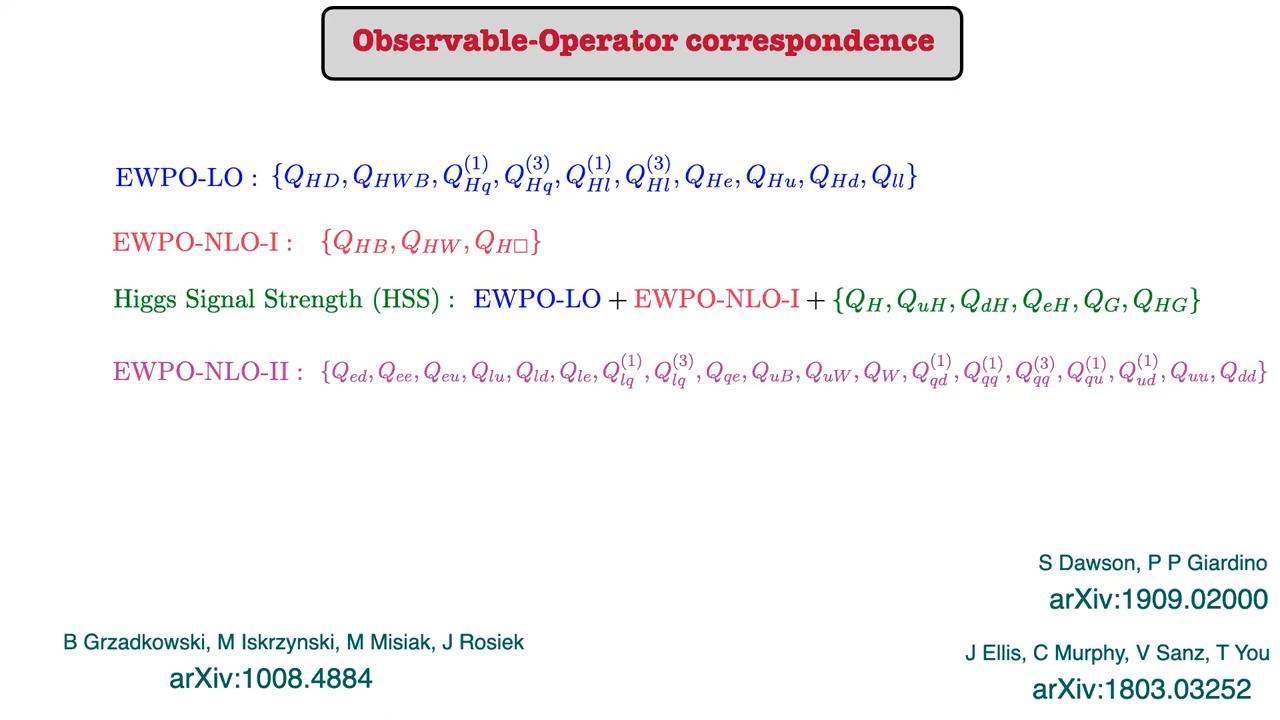 Observable-Operator correspondence
EWPO-LO : {Q_{HD}, Q_{HWB}, Q_{Hq}^{(1)}, Q_{Hq}^{(3)}, Q_{Hl}^{(1)}, Q_{Hl}^{(3)}, Q_{He}, Q_{Hu}, Q_{Hd}, Q_{ll}}
EWPO-NLO-I : {Q_{HB}, Q_{HW}, Q_{H□}}
Higgs Signal Strength (HSS) : EWPO-LO + EWPO-NLO-I + {Q_H, Q_{uH}, Q_{dH}, Q_{eH}, Q_G, Q_{HG}}
EWPO-NLO-II : {Q_{ed}, Q_{ee}, Q_{eu}, Q_{lu}, Q_{ld}, Q_{le}, Q_{lq}^{(1)}, Q_{lq}^{(3)}, Q_{qe}, Q_{uB}, Q_{uW}, Q_W, Q_{qd}^{(1)}, Q_{qq}^{(1)}, Q_{qq}^{(3)}, Q_{qu}^{(1)}, Q_{ud}^{(1)}, Q_{uu}, Q_{dd}}
S Dawson, P P Giardino
arXiv:1909.02000
B Grzadkowski, M Iskrzynski, M Misiak, J Rosiek
arXiv:1008.4884
J Ellis, C Murphy, V Sanz, T You
arXiv:1803.03252